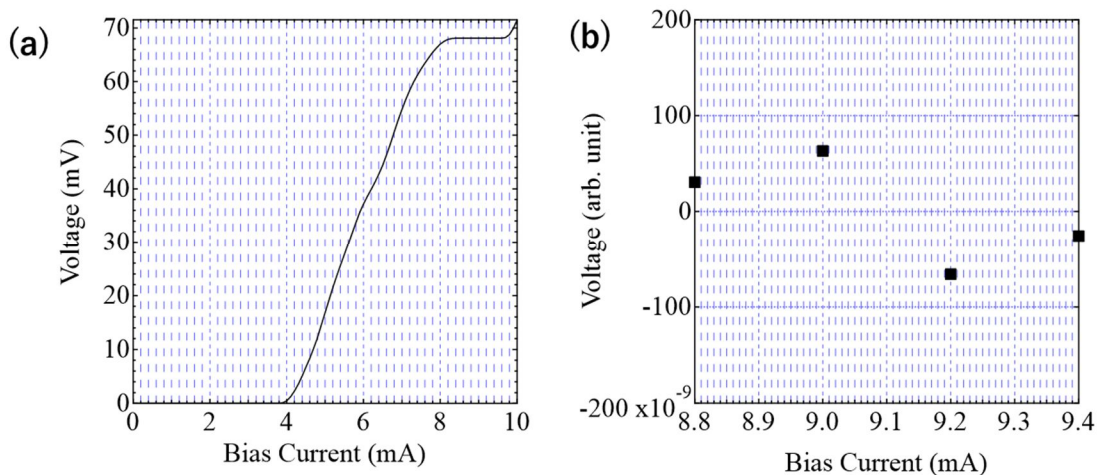 (a)
70
60
50
40
30
20
10
0
Voltage (mV)
0 2 4 6 8 10
Bias Current (mA)
(b)
200
100
0
-100
-200 x10-9
Voltage (arb. unit)
8.8 8.9 9.0 9.1 9.2 9.3 9.4
Bias Current (mA)